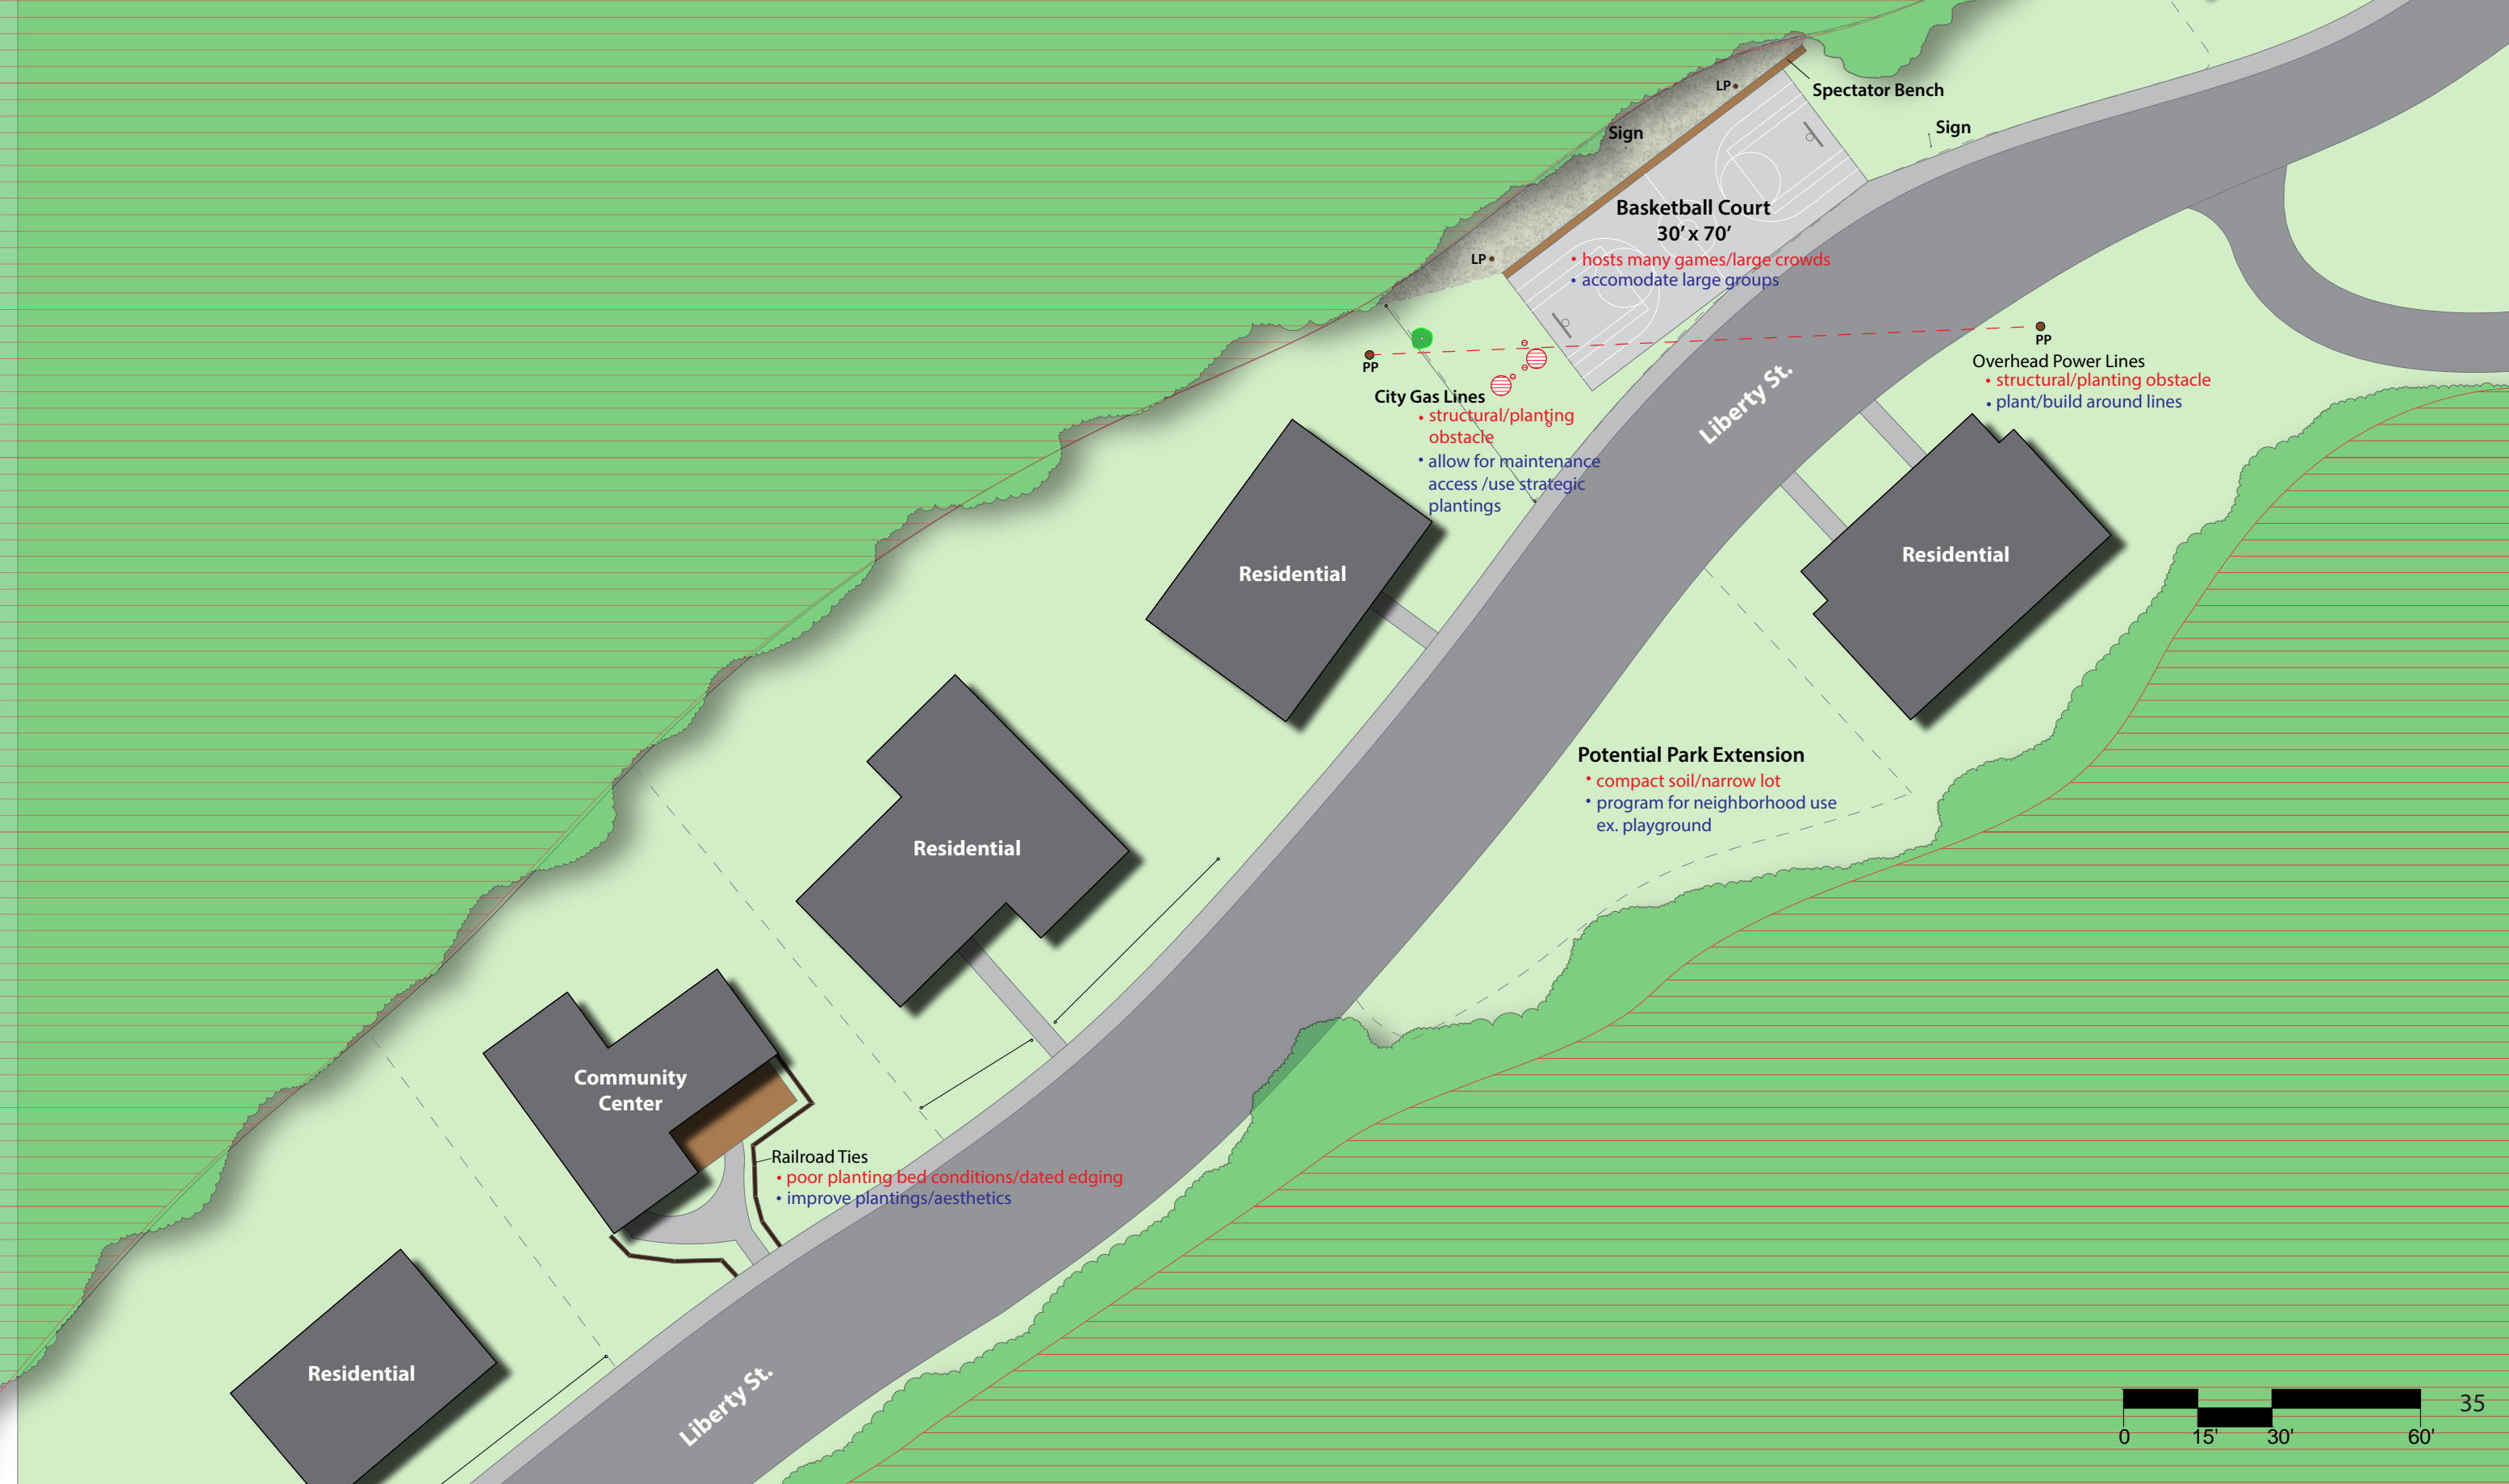 LP
Spectator Bench
Sign
Sign
Basketball Court
30’ x 70’
• hosts many games/large crowds
• accomodate large groups
LP
PP
PP
Overhead Power Lines
• structural/planting obstacle
• plant/build around lines
City Gas Lines
• structural/planting
obstacle
• allow for maintenance
access /use strategic
plantings
Liberty St.
Residential
Residential
Potential Park Extension
• compact soil/narrow lot
• program for neighborhood use
ex. playground
Residential
Community
Center
Railroad Ties
• poor planting bed conditions/dated edging
• improve plantings/aesthetics
Residential
Liberty St.
35
0 15' 30' 60'